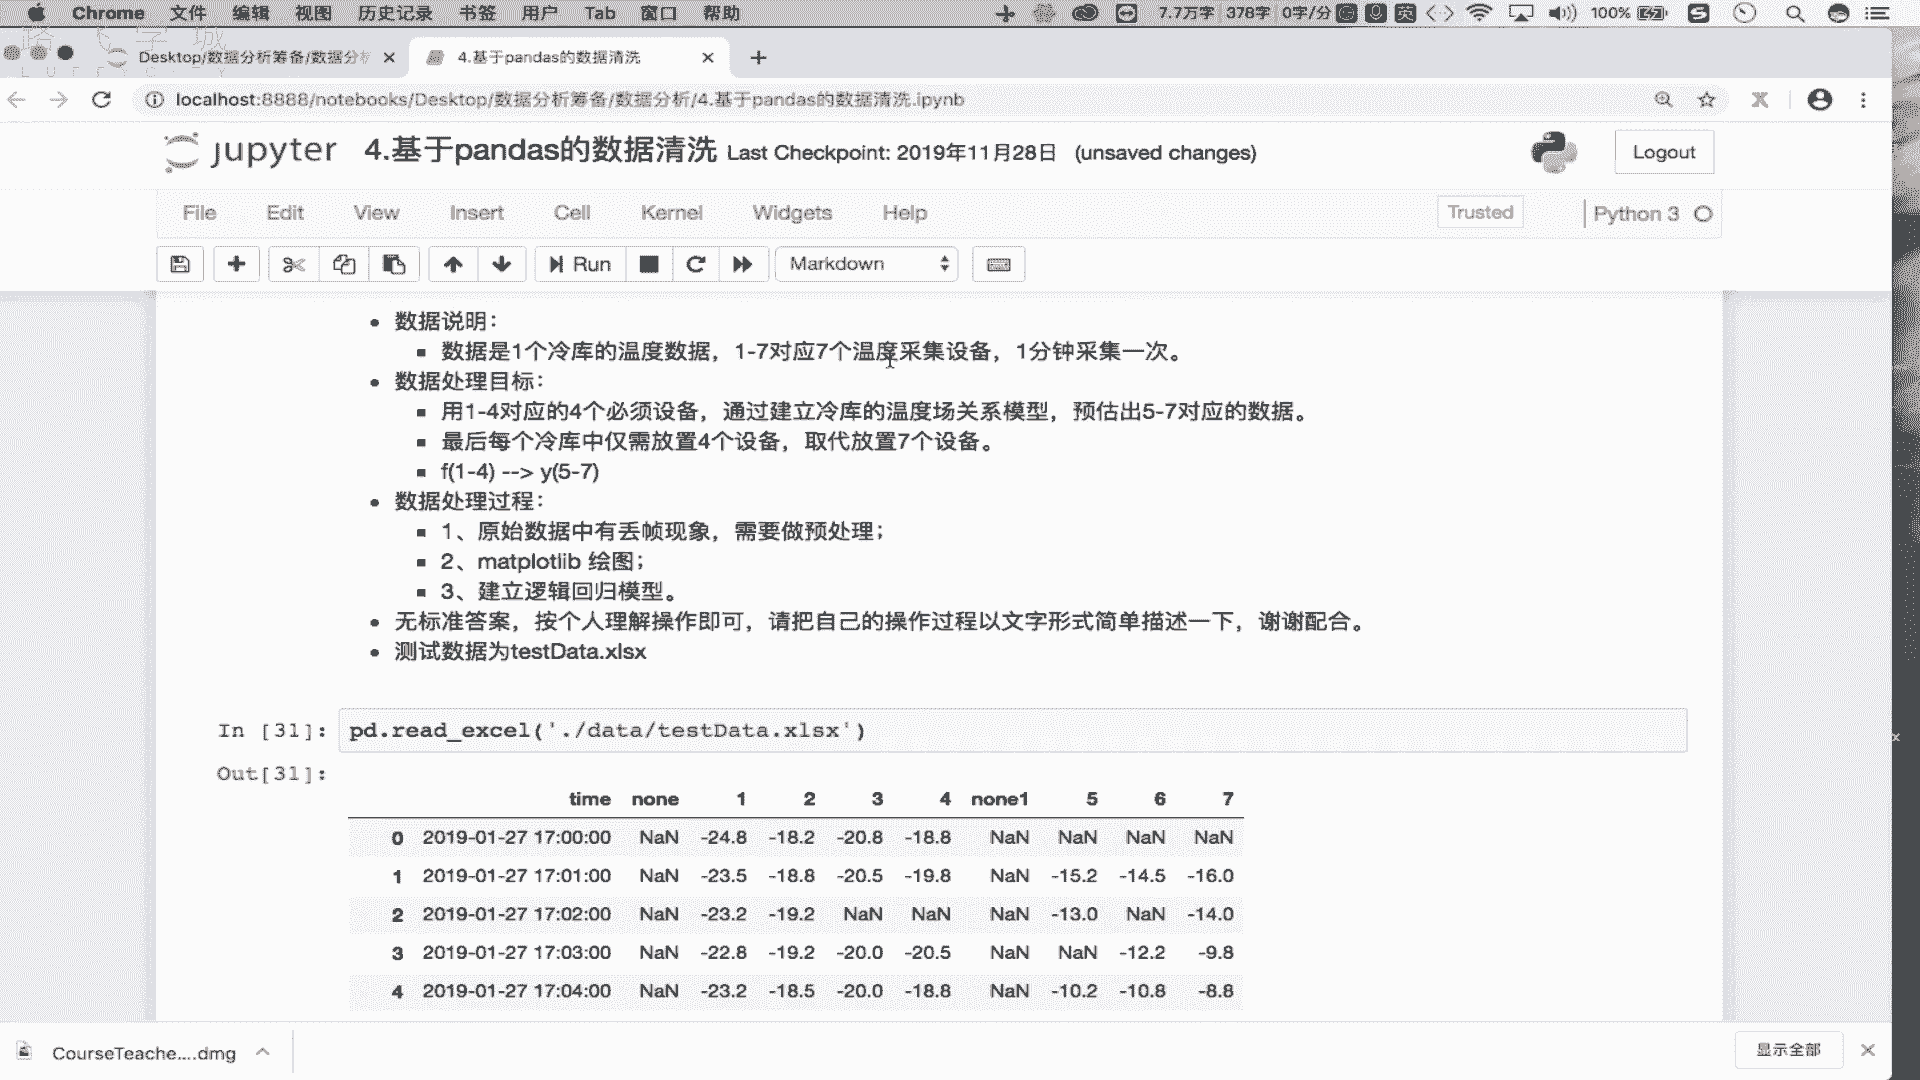 Chrome 文件 编辑 视图 历史记录 书签 用户 Tab 窗口 帮助 7.7万字 378字 0字/分 英 100%
Desktop/数据分析筹备/数据分析 4.基于pandas的数据清洗
localhost:8888/notebooks/Desktop/数据分析筹备/数据分析/4.基于pandas的数据清洗.ipynb
jupyter 4.基于pandas的数据清洗 Last Checkpoint: 2019年11月28日 (unsaved changes) Logout
File Edit View Insert Cell Kernel Widgets Help Trusted Python 3
Run Markdown
数据说明：
数据是1个冷库的温度数据，1-7对应7个温度采集设备，1分钟采集一次。
数据处理目标：
用1-4对应的4个必须设备，通过建立冷库的温度场关系模型，预估出5-7对应的数据。
最后每个冷库中仅需放置4个设备，取代放置7个设备。
f(1-4) --> y(5-7)
数据处理过程：
1、原始数据中有丢帧现象，需要做预处理；
2、matplotlib 绘图；
3、建立逻辑回归模型。
无标准答案，按个人理解操作即可，请把自己的操作过程以文字形式简单描述一下，谢谢配合。
测试数据为testData.xlsx
In [31]: pd.read_excel('./data/testData.xlsx')
Out[31]:
time none 1 2 3 4 none1 5 6 7
0 2019-01-27 17:00:00 NaN -24.8 -18.2 -20.8 -18.8 NaN NaN NaN NaN
1 2019-01-27 17:01:00 NaN -23.5 -18.8 -20.5 -19.8 NaN -15.2 -14.5 -16.0
2 2019-01-27 17:02:00 NaN -23.2 -19.2 NaN NaN NaN -13.0 NaN -14.0
3 2019-01-27 17:03:00 NaN -22.8 -19.2 -20.0 -20.5 NaN NaN -12.2 -9.8
4 2019-01-27 17:04:00 NaN -23.2 -18.5 -20.0 -18.8 NaN -10.2 -10.8 -8.8
CourseTeache....dmg 显示全部